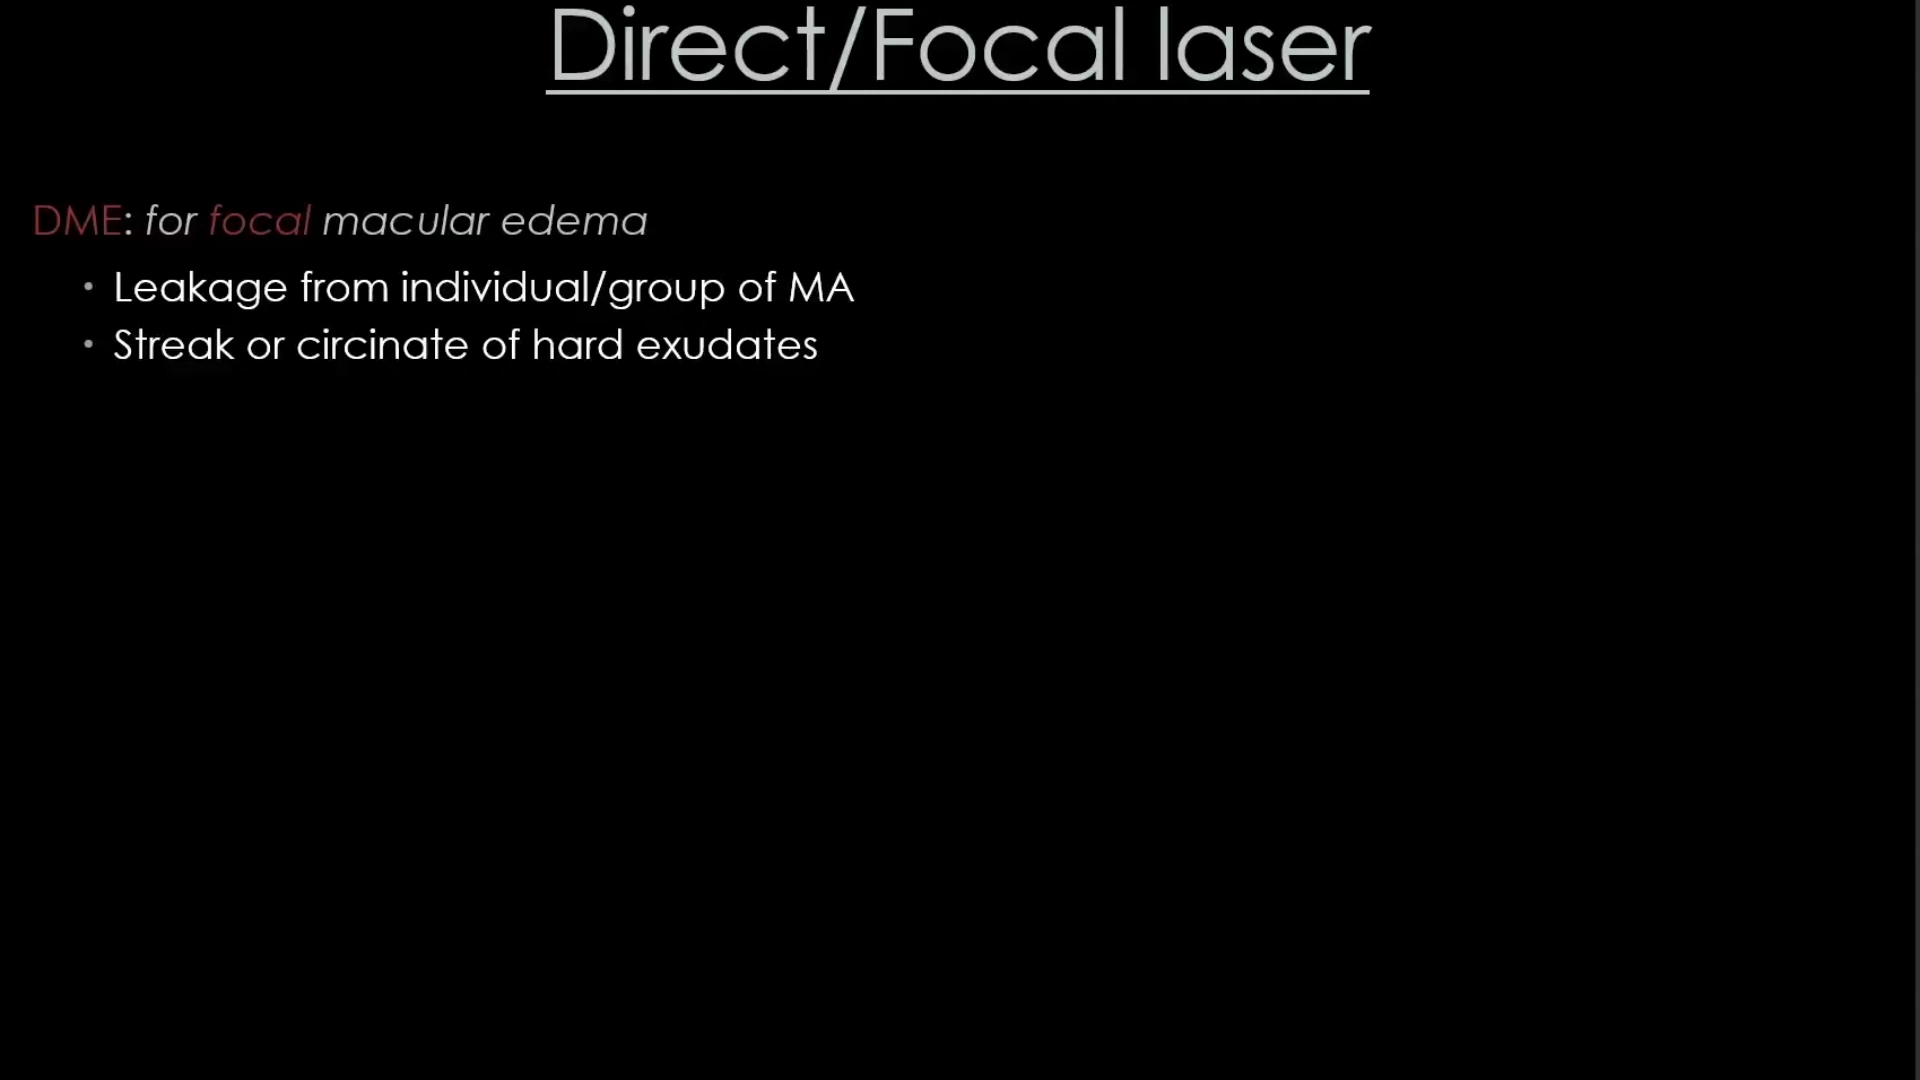 Direct/Focal laser
DME: for focal macular edema
• Leakage from individual/group of MA
• Streak or circinate of hard exudates